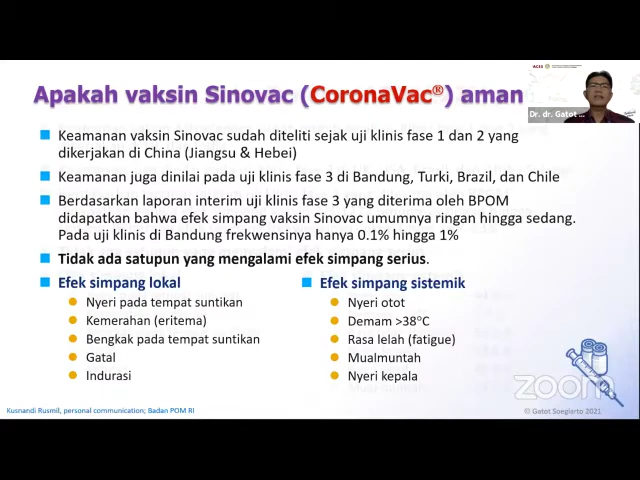 ACES
Apakah vaksin Sinovac (CoronaVac®) aman
Dr. dr. Gatot ...
Keamanan vaksin Sinovac sudah diteliti sejak uji klinis fase 1 dan 2 yang
dikerjakan di China (Jiangsu & Hebei)
Keamanan juga dinilai pada uji klinis fase 3 di Bandung, Turki, Brazil, dan Chile
Berdasarkan laporan interim uji klinis fase 3 yang diterima oleh BPOM
didapatkan bahwa efek simpang vaksin Sinovac umumnya ringan hingga sedang.
Pada uji klinis di Bandung frekwensinya hanya 0.1% hingga 1%
Tidak ada satupun yang mengalami efek simpang serius.
Efek simpang lokal
Nyeri pada tempat suntikan
Kemerahan (eritema)
Bengkak pada tempat suntikan
Gatal
Indurasi
Efek simpang sistemik
Nyeri otot
Demam >38°C
Rasa lelah (fatigue)
Mualmuntah
Nyeri kepala
zoom
Kusnandi Rusmil, personal communication; Badan POM RI
© Gatot Soegiarto 2021